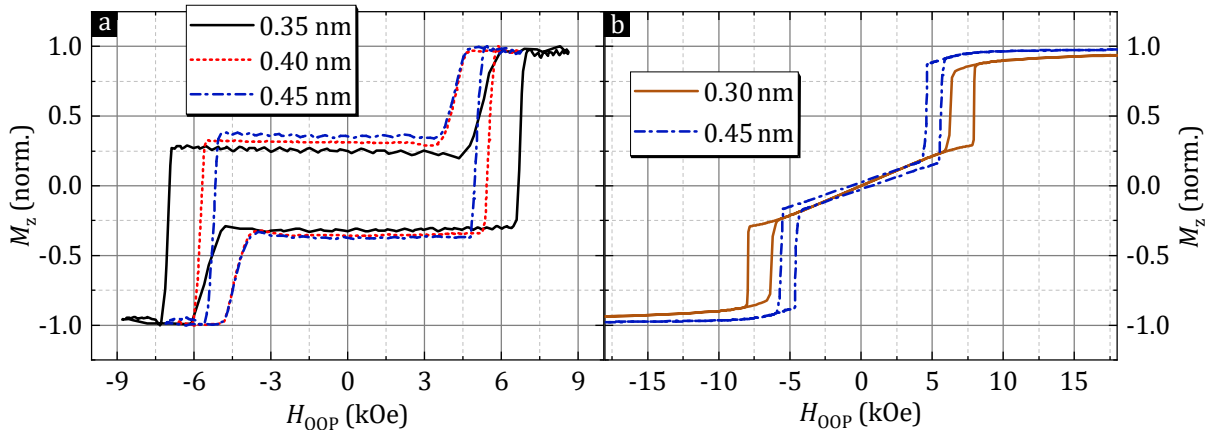 a
0.35 nm
0.40 nm
0.45 nm
1.0
0.5
0.0
-0.5
-1.0
Mz (norm.)
-9 -6 -3 0 3 6 9
HOOP (kOe)
b
0.30 nm
0.45 nm
1.0
0.5
0.0
-0.5
-1.0
Mz (norm.)
-15 -10 -5 0 5 10 15
HOOP (kOe)